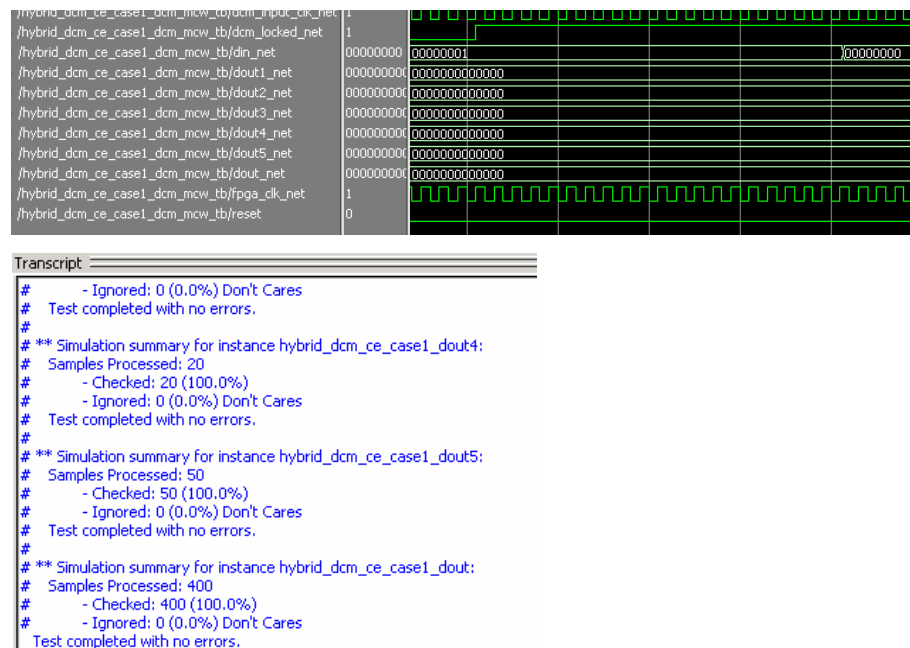 /hybrid_dcm_ce_case1_dcm_mcw_tb/dcm_input_clk_net 1
/hybrid_dcm_ce_case1_dcm_mcw_tb/dcm_locked_net 1
/hybrid_dcm_ce_case1_dcm_mcw_tb/din_net 00000000 00000001 00000000
/hybrid_dcm_ce_case1_dcm_mcw_tb/dout1_net 000000000 0000000000000
/hybrid_dcm_ce_case1_dcm_mcw_tb/dout2_net 000000000 0000000000000
/hybrid_dcm_ce_case1_dcm_mcw_tb/dout3_net 000000000 0000000000000
/hybrid_dcm_ce_case1_dcm_mcw_tb/dout4_net 000000000 0000000000000
/hybrid_dcm_ce_case1_dcm_mcw_tb/dout5_net 000000000 0000000000000
/hybrid_dcm_ce_case1_dcm_mcw_tb/dout_net 000000000 0000000000000
/hybrid_dcm_ce_case1_dcm_mcw_tb/fpga_clk_net 1
/hybrid_dcm_ce_case1_dcm_mcw_tb/reset 0
Transcript
# - Ignored: 0 (0.0%) Don't Cares
# Test completed with no errors.
#
# ** Simulation summary for instance hybrid_dcm_ce_case1_dout4:
# Samples Processed: 20
# - Checked: 20 (100.0%)
# - Ignored: 0 (0.0%) Don't Cares
# Test completed with no errors.
#
# ** Simulation summary for instance hybrid_dcm_ce_case1_dout5:
# Samples Processed: 50
# - Checked: 50 (100.0%)
# - Ignored: 0 (0.0%) Don't Cares
# Test completed with no errors.
#
# ** Simulation summary for instance hybrid_dcm_ce_case1_dout:
# Samples Processed: 400
# - Checked: 400 (100.0%)
# - Ignored: 0 (0.0%) Don't Cares
Test completed with no errors.